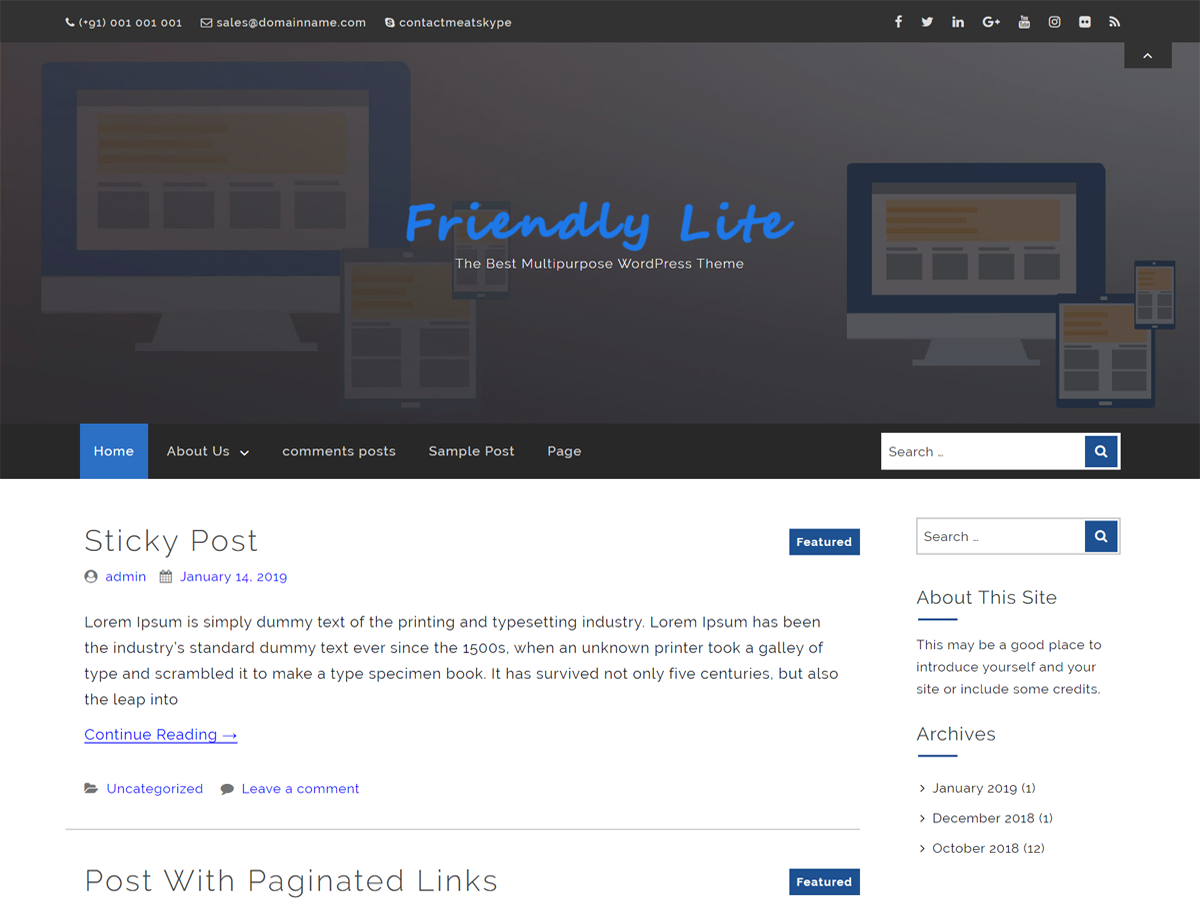 (+91) 001 001 001 sales@domainname.com contactmeatskype
Friendly Lite
The Best Multipurpose WordPress Theme
Home About Us comments posts Sample Post Page Search …
Sticky Post Featured
admin January 14, 2019
Lorem Ipsum is simply dummy text of the printing and typesetting industry. Lorem Ipsum has been
the industry's standard dummy text ever since the 1500s, when an unknown printer took a galley of
type and scrambled it to make a type specimen book. It has survived not only five centuries, but also
the leap into
Continue Reading →
Uncategorized Leave a comment
Post With Paginated Links Featured
Search …
About This Site
This may be a good place to
introduce yourself and your
site or include some credits.
Archives
January 2019 (1)
December 2018 (1)
October 2018 (12)